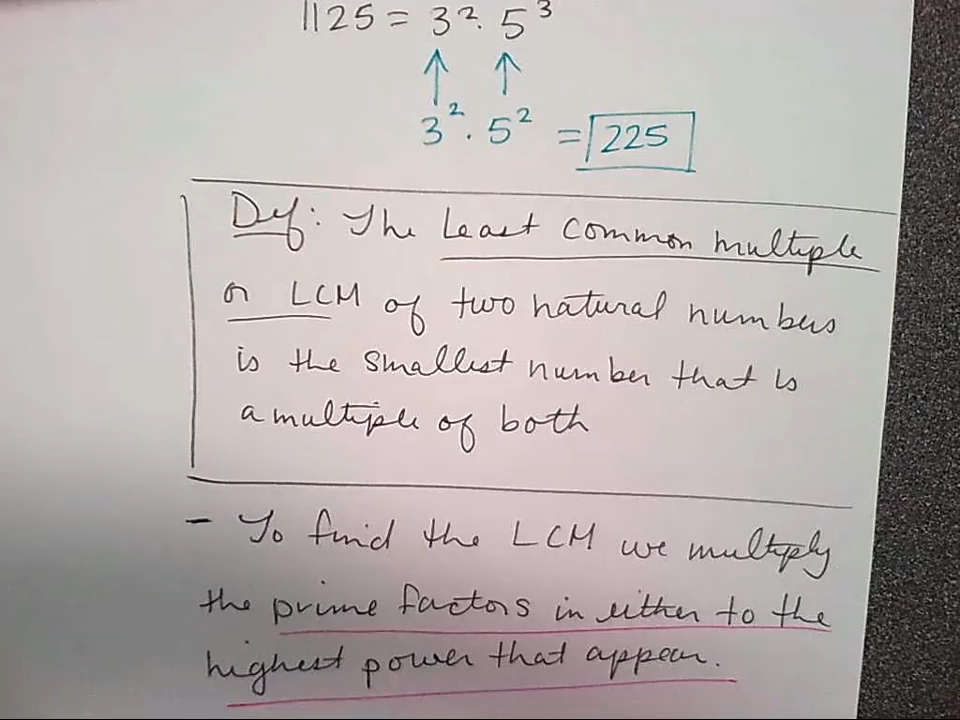 1125 = 3². 5³
3² . 5² = 225
Def: The Least common multiple
or LCM of two natural numbers
is the smallest number that is
a multiple of both
- To find the LCM we multiply
the prime factors in either to the
highest power that appear.